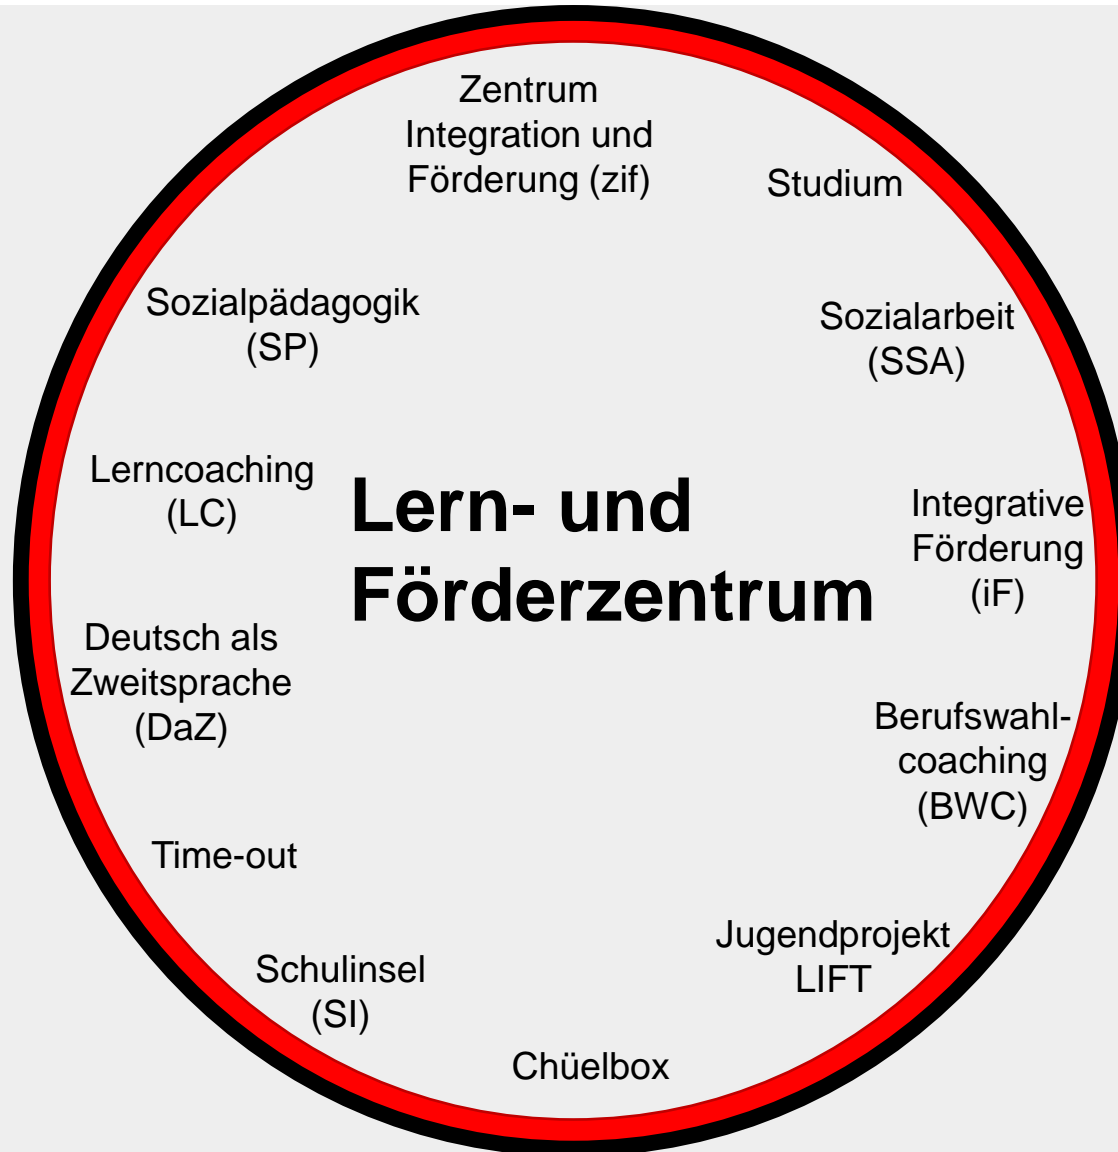 Zentrum
Integration und
Förderung (zif)
Studium
Sozialpädagogik
(SP)
Sozialarbeit
(SSA)
Lerncoaching
(LC)
Lern- und
Förderzentrum
Integrative
Förderung
(iF)
Deutsch als
Zweitsprache
(DaZ)
Berufswahl-
coaching
(BWC)
Time-out
Jugendprojekt
LIFT
Schulinsel
(SI)
Chüelbox